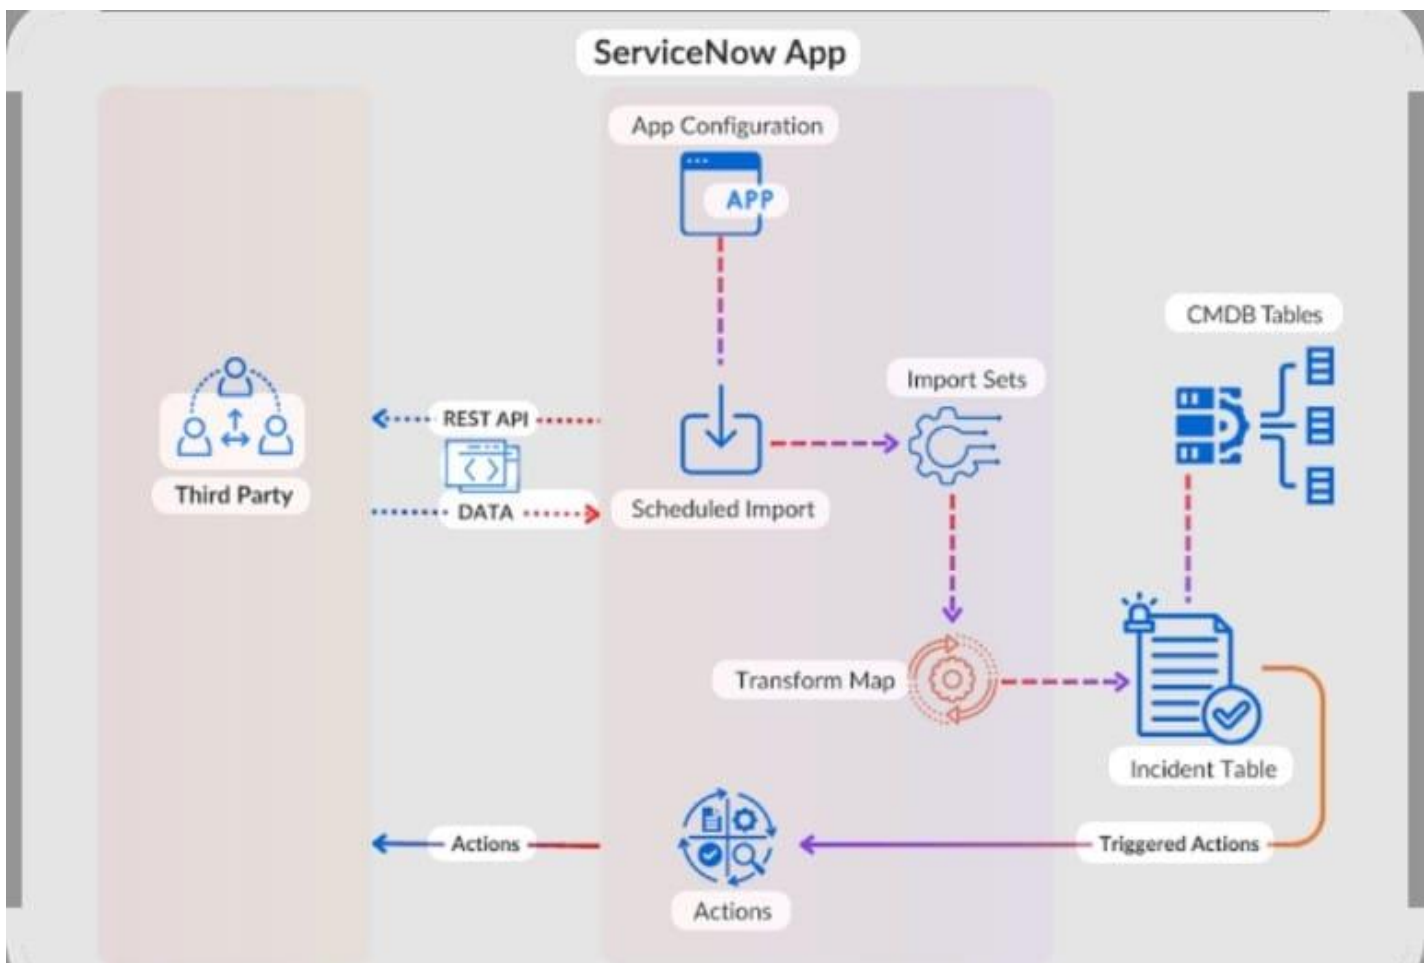 ServiceNow App
App Configuration
APP
CMDB Tables
Import Sets
REST API
Third Party
DATA
Scheduled Import
Transform Map
Incident Table
Actions
Triggered Actions
Actions